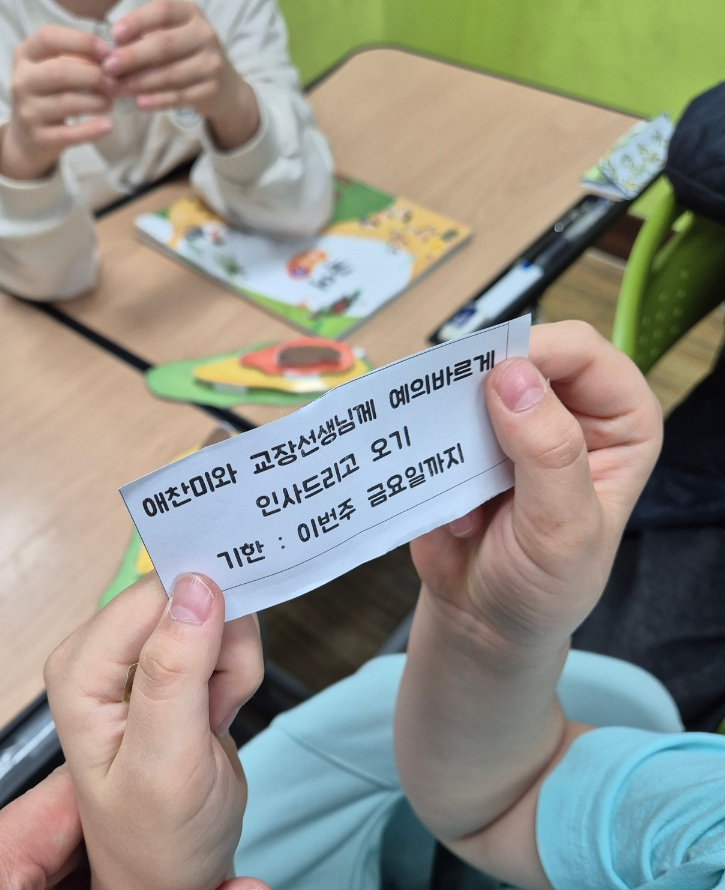 애찬미와 교장선생님께 예의바르게
인사드리고 오기
기한 : 이번주 금요일까지